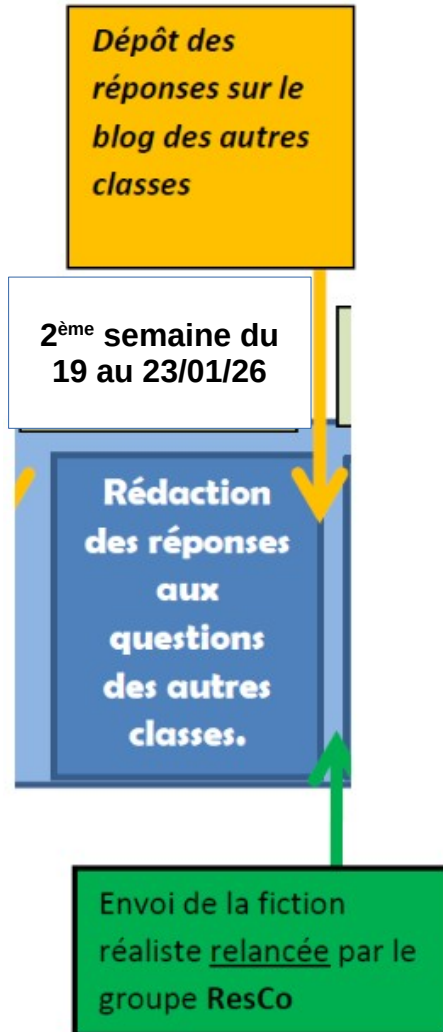 Dépôt des
réponses sur le
blog des autres
classes
2ème semaine du
19 au 23/01/26
Rédaction
des réponses
aux
questions
des autres
classes.
Envoi de la fiction
réaliste relancée par le
groupe ResCo